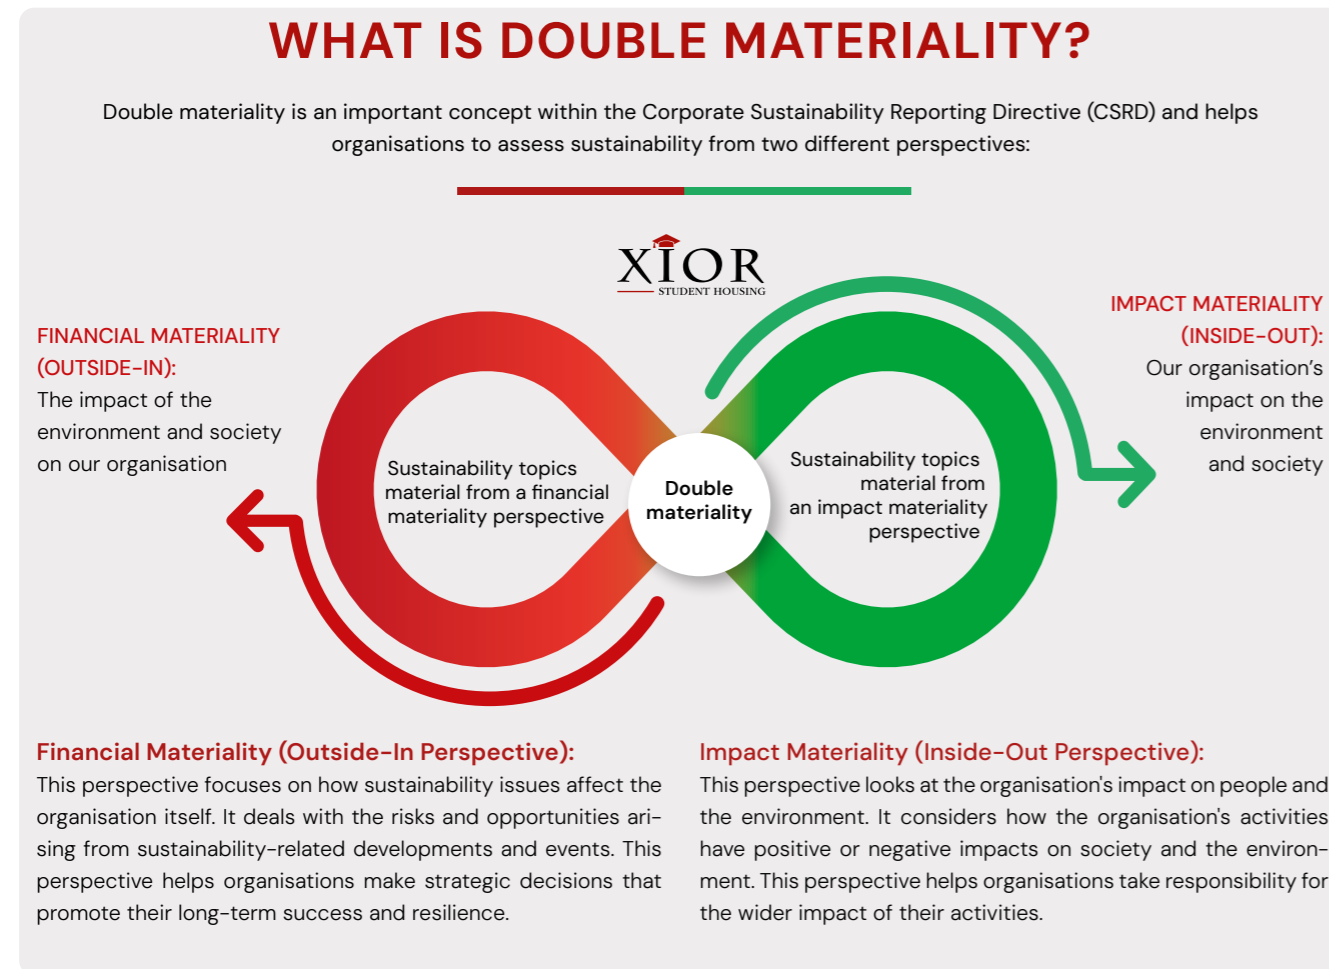 WHAT IS DOUBLE MATERIALITY?
Double materiality is an important concept within the Corporate Sustainability Reporting Directive (CSRD) and helps
organisations to assess sustainability from two different perspectives:
XIOR
STUDENT HOUSING
FINANCIAL MATERIALITY
(OUTSIDE-IN):
The impact of the
environment and society
on our organisation
Sustainability topics
material from a financial
materiality perspective
Double
materiality
Sustainability topics
material from
an impact materiality
perspective
IMPACT MATERIALITY
(INSIDE-OUT):
Our organisation's
impact on the
environment
and society
Financial Materiality (Outside-In Perspective):
This perspective focuses on how sustainability issues affect the
organisation itself. It deals with the risks and opportunities ari-
sing from sustainability-related developments and events. This
perspective helps organisations make strategic decisions that
promote their long-term success and resilience.
Impact Materiality (Inside-Out Perspective):
This perspective looks at the organisation's impact on people and
the environment. It considers how the organisation's activities
have positive or negative impacts on society and the environ-
ment. This perspective helps organisations take responsibility for
the wider impact of their activities.